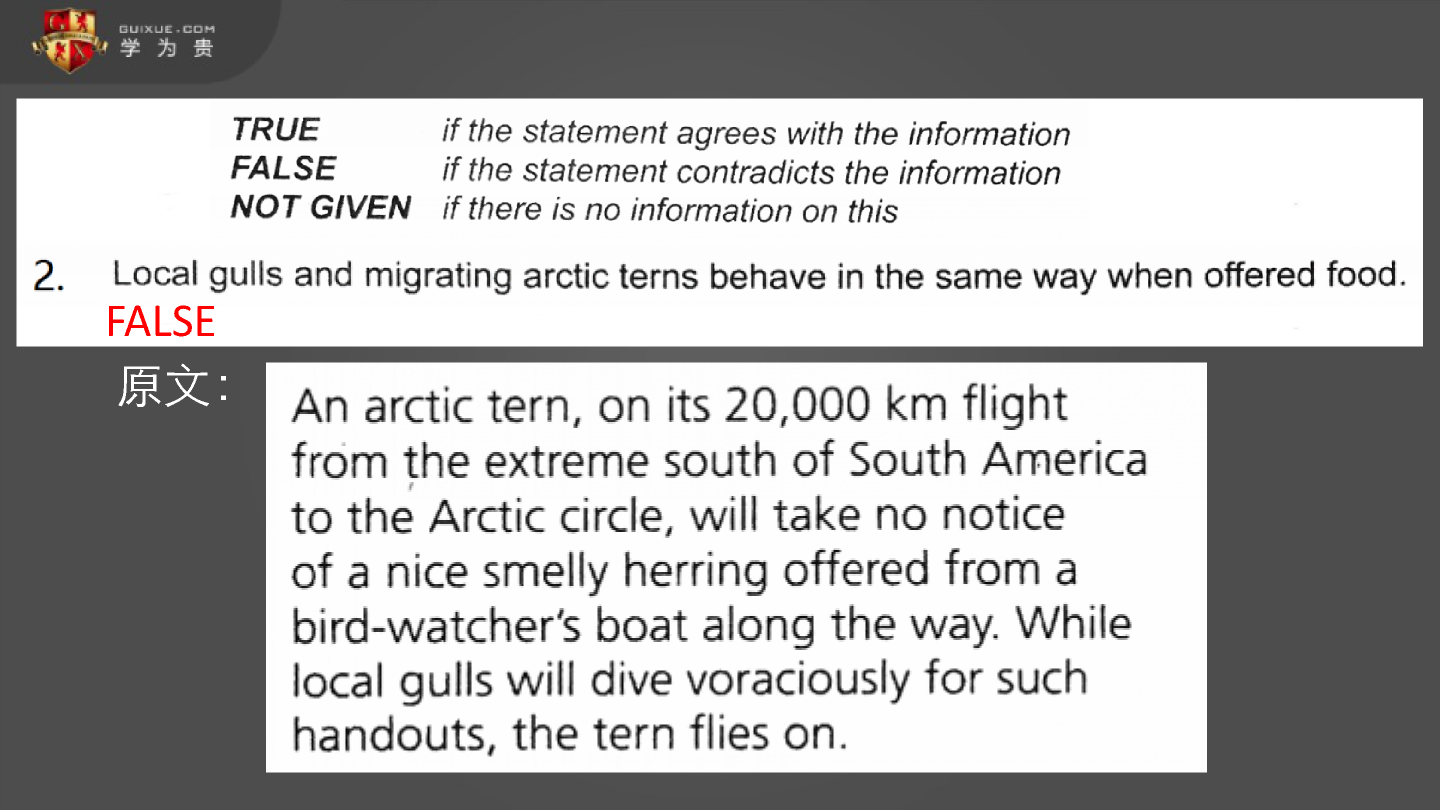 GUIXUE.COM
学为贵
TRUE if the statement agrees with the information
FALSE if the statement contradicts the information
NOT GIVEN if there is no information on this
2. Local gulls and migrating arctic terns behave in the same way when offered food.
FALSE
原文：
An arctic tern, on its 20,000 km flight
from the extreme south of South America
to the Arctic circle, will take no notice
of a nice smelly herring offered from a
bird-watcher's boat along the way. While
local gulls will dive voraciously for such
handouts, the tern flies on.